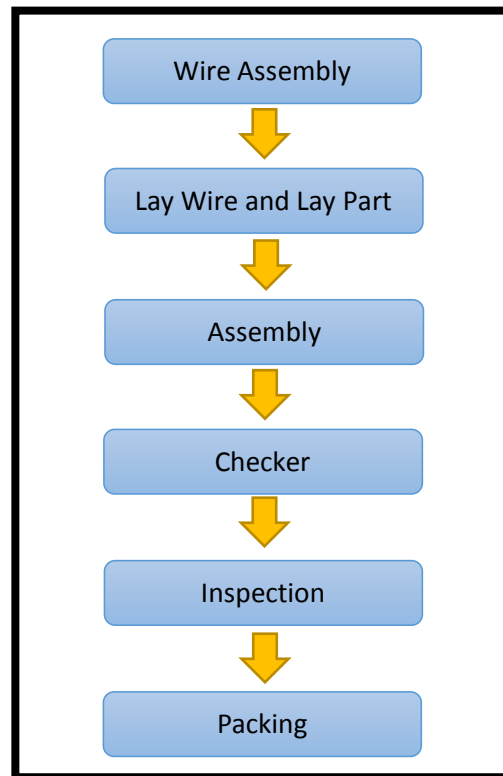 Wire Assembly
Lay Wire and Lay Part
Assembly
Checker
Inspection
Packing